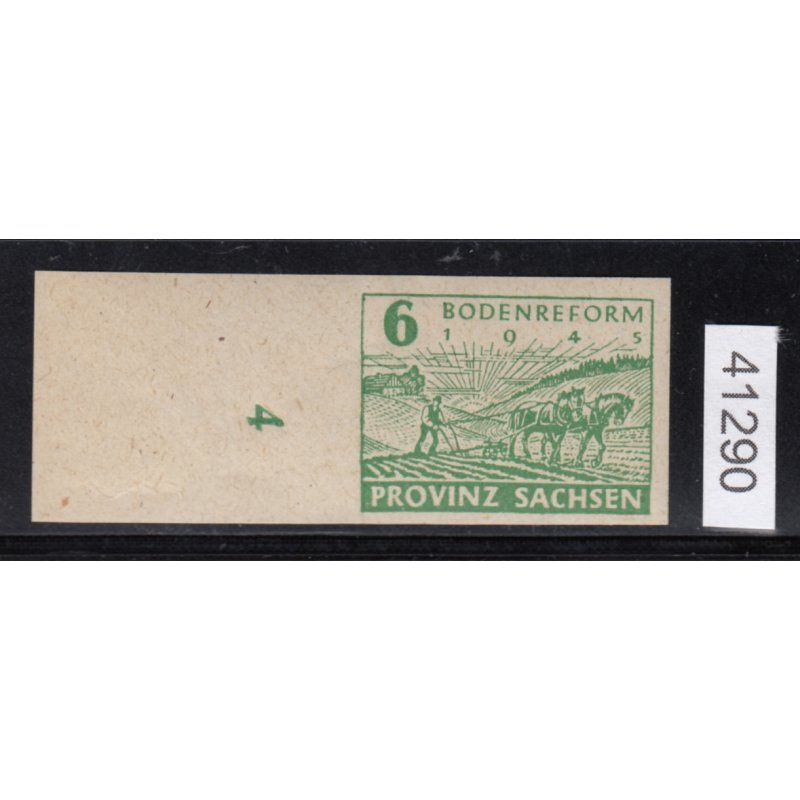 6 BODENREFORM
1 9 4 5
4
PROVINZ SACHSEN
41290